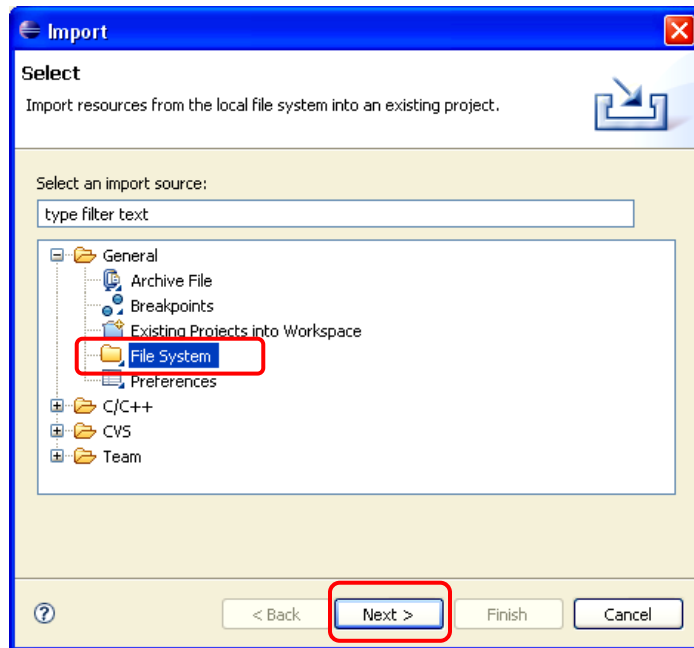 Import
Select
Import resources from the local file system into an existing project.
Select an import source:
type filter text
General
Archive File
Breakpoints
Existing Projects into Workspace
File System
Preferences
C/C++
CVS
Team
? < Back Next > Finish Cancel